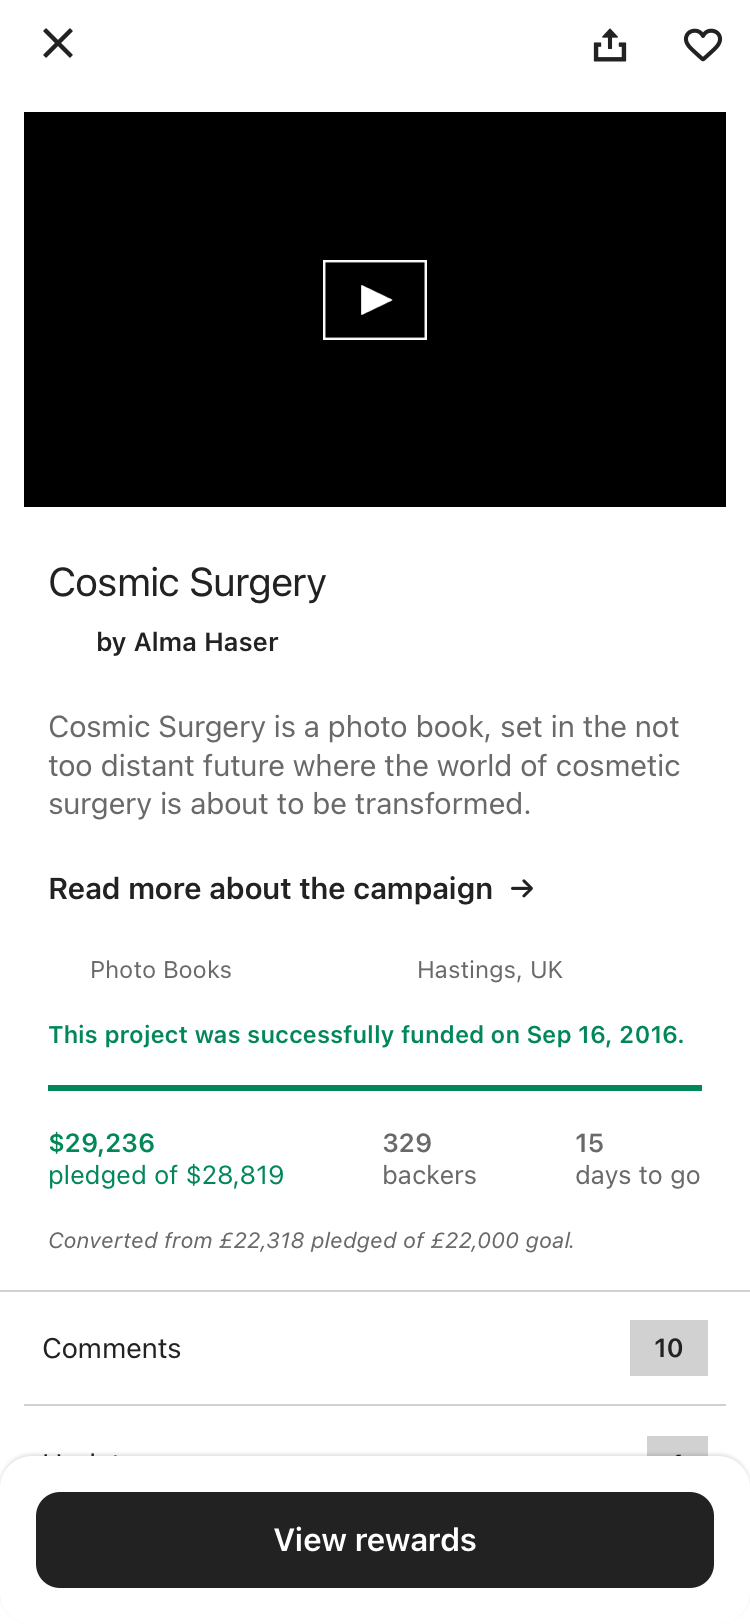 Cosmic Surgery
by Alma Haser
Cosmic Surgery is a photo book, set in the not
too distant future where the world of cosmetic
surgery is about to be transformed.
Read more about the campaign →
Photo Books
Hastings, UK
This project was successfully funded on Sep 16, 2016.
$29,236
pledged of $28,819
329
backers
15
days to go
Converted from £22,318 pledged of £22,000 goal.
Comments
10
View rewards